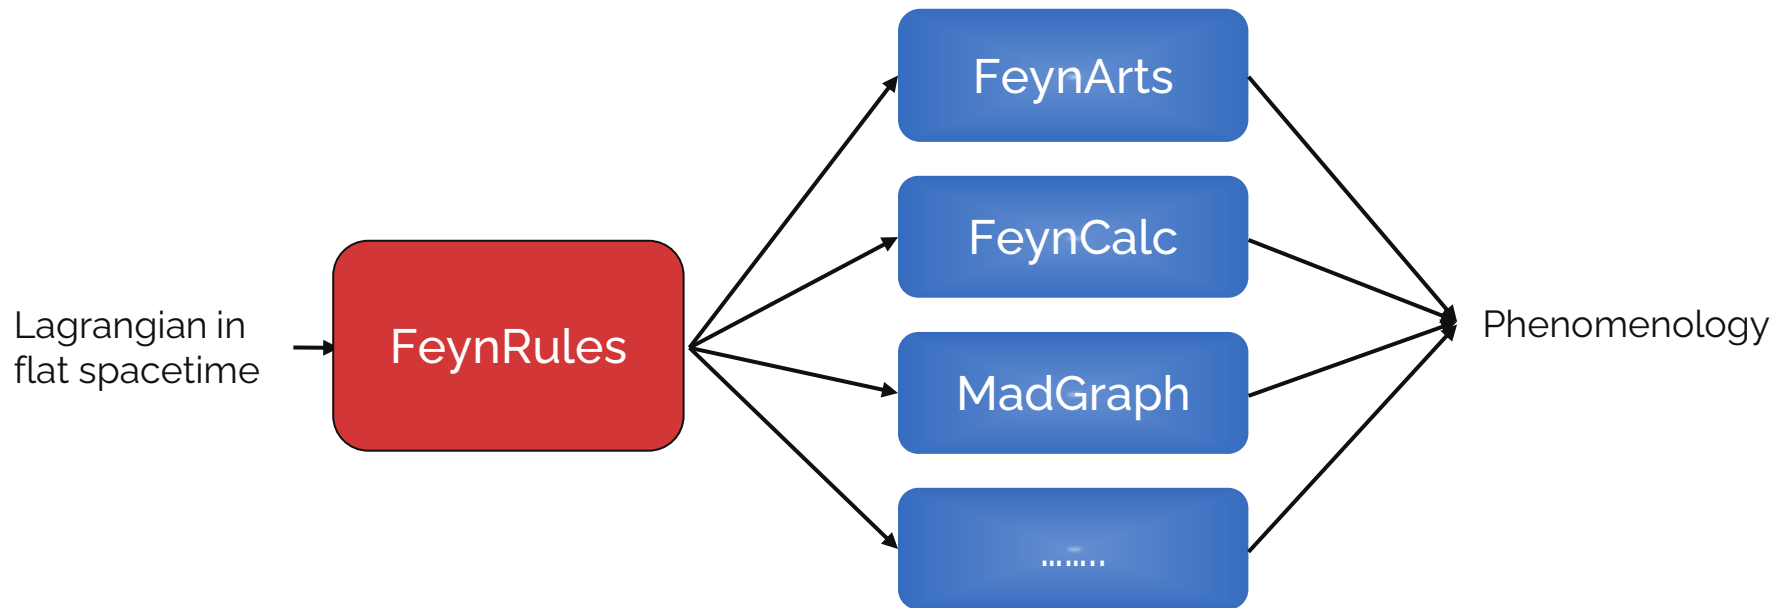 Lagrangian in
flat spacetime
FeynRules
FeynArts
FeynCalc
MadGraph
........
Phenomenology